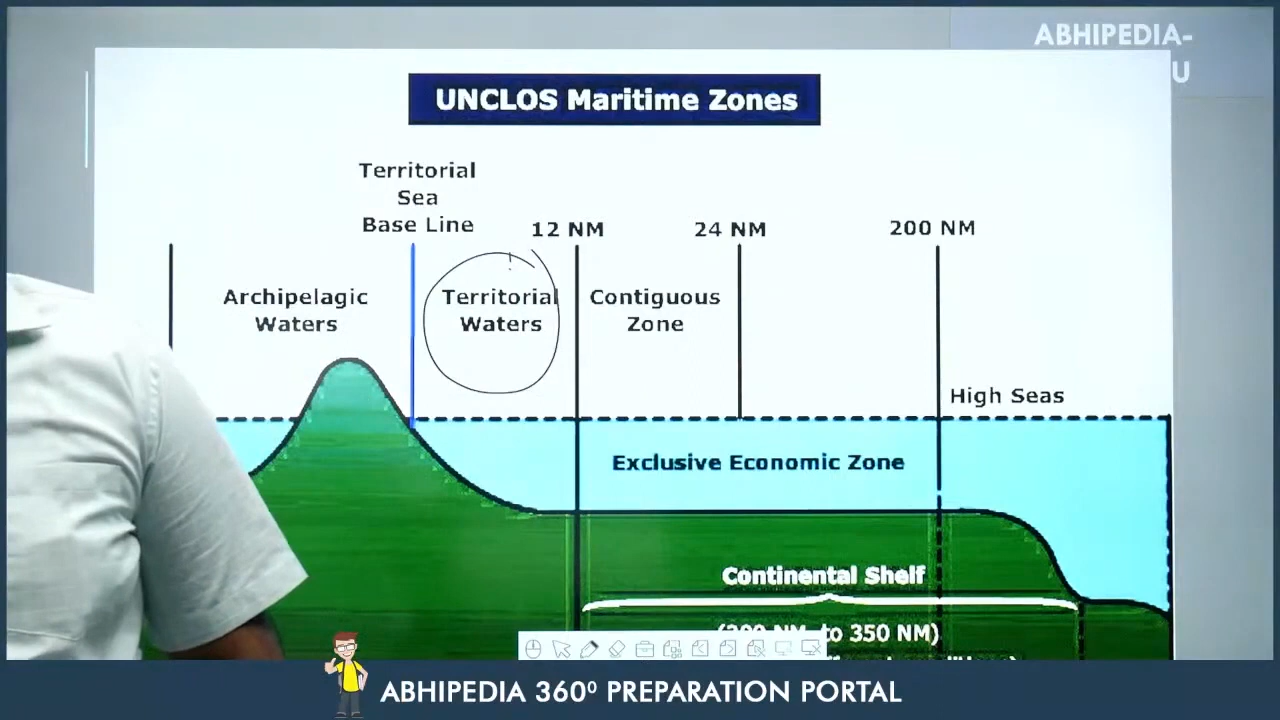 ABHIPEDIA-
U
UNCLOS Maritime Zones
Territorial
Sea
Base Line
12 NM
24 NM
200 NM
Archipelagic
Waters
Territorial
Waters
Contiguous
Zone
High Seas
Exclusive Economic Zone
Continental Shelf
to 350 NM)
ABHIPEDIA 360⁰ PREPARATION PORTAL